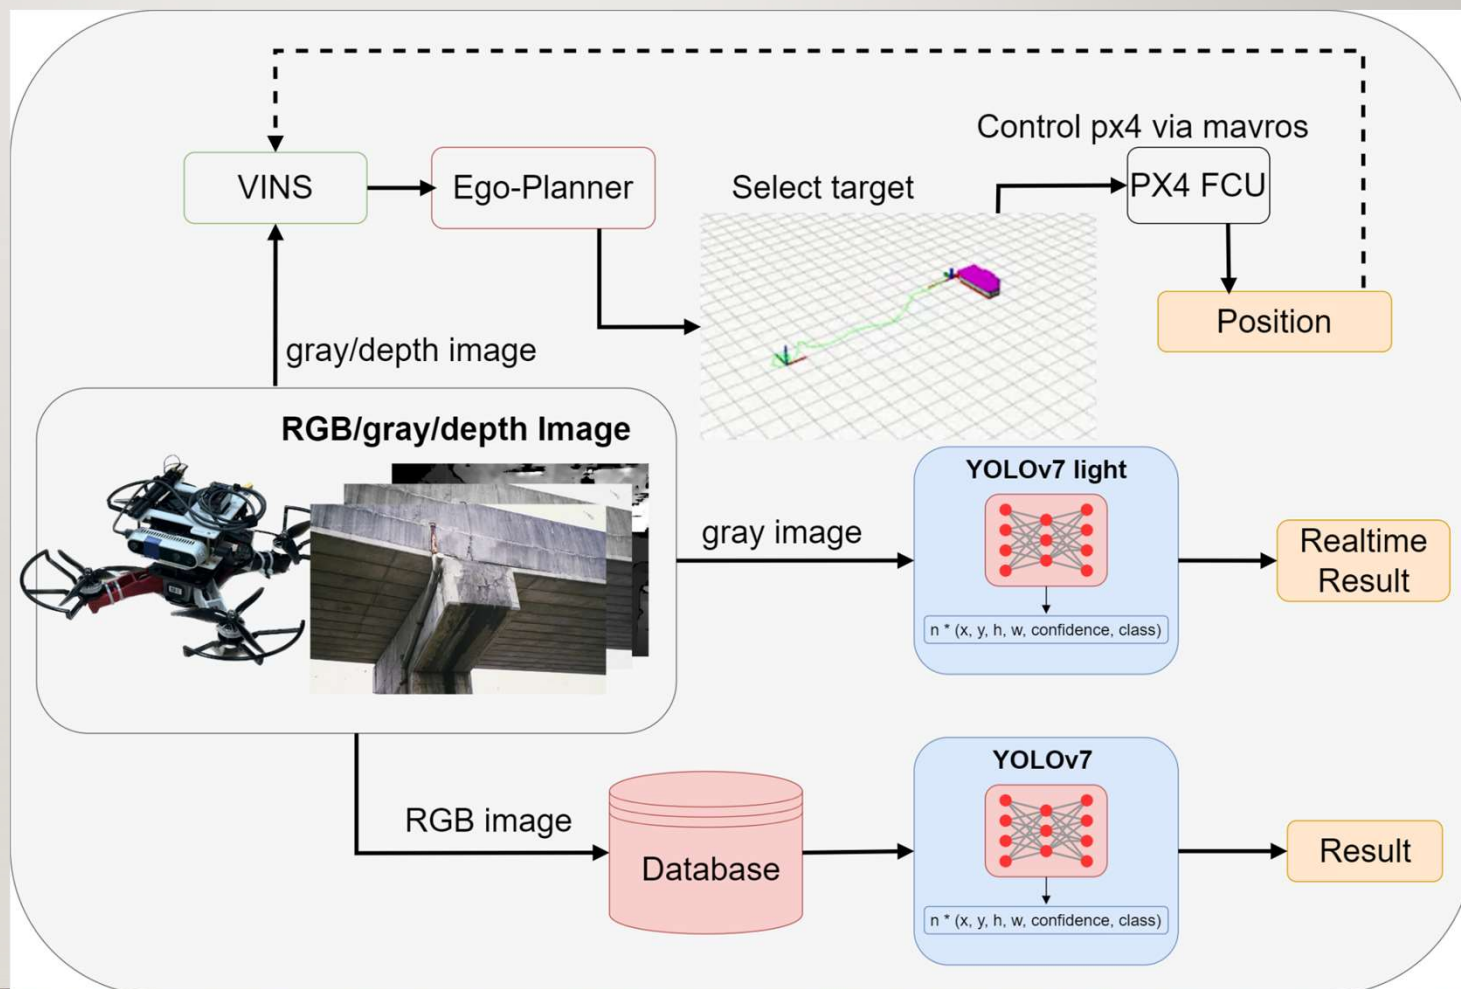 Control px4 via mavros
VINS
Ego-Planner
Select target
PX4 FCU
Position
gray/depth image
RGB/gray/depth Image
YOLOv7 light
gray image
n * (x, y, h, w, confidence, class)
Realtime
Result
RGB image
Database
YOLOv7
n * (x, y, h, w, confidence, class)
Result